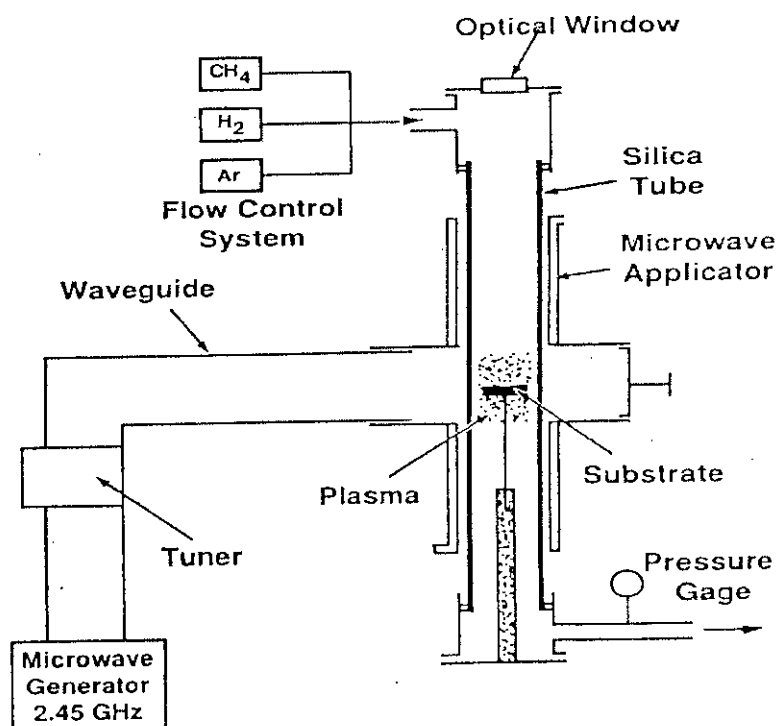 Optical Window
CH4
H2
Ar
Flow Control
System
Silica
Tube
Microwave
Applicator
Waveguide
Plasma
Substrate
Tuner
Pressure
Gage
Microwave
Generator
2.45 GHz